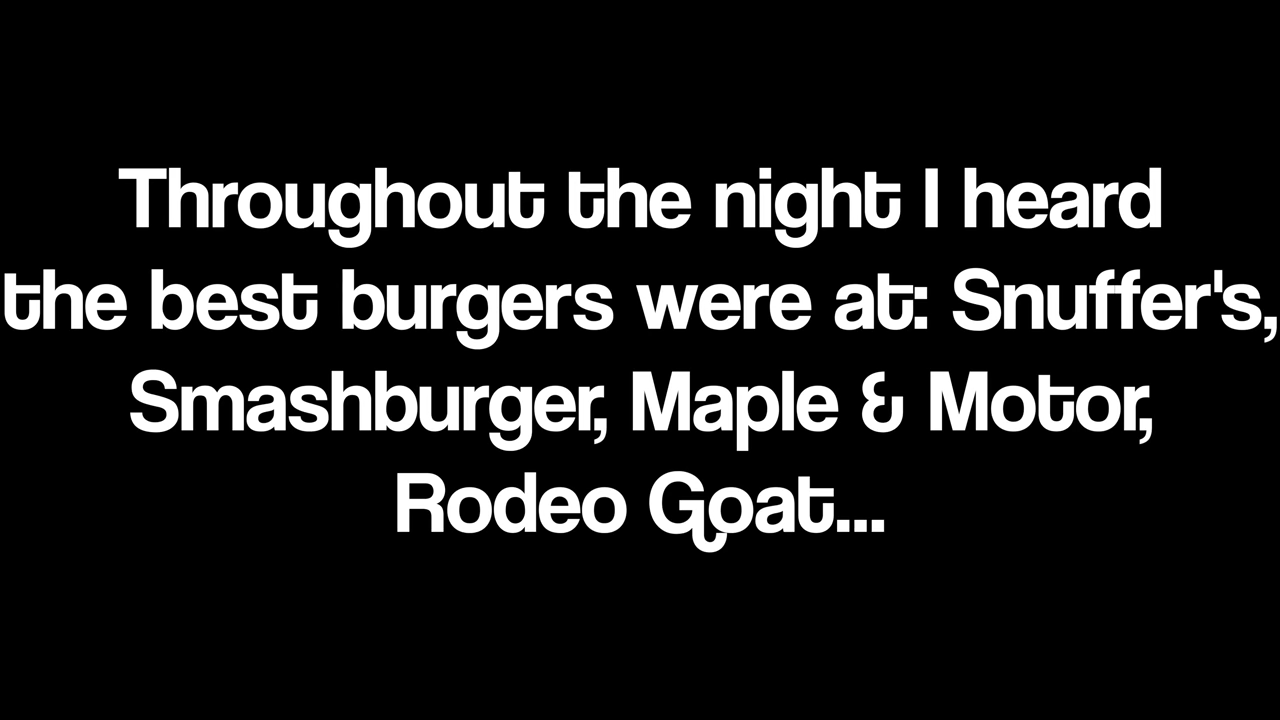 Throughout the night I heard
the best burgers were at: Snuffer's,
Smashburger, Maple & Motor,
Rodeo Goat...